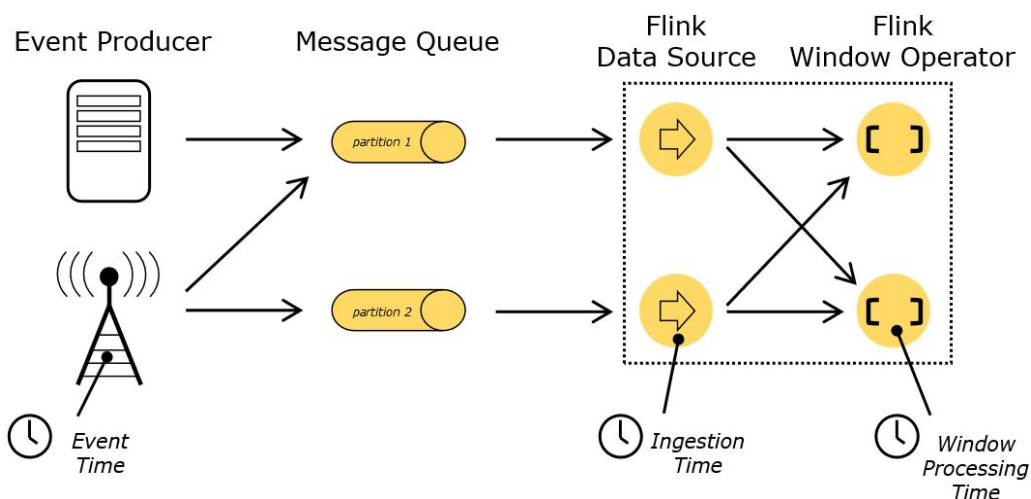 Event Producer
Message Queue
Flink
Data Source
Flink
Window Operator
partition 1
partition 2
Event
Time
Ingestion
Time
Window
Processing
Time